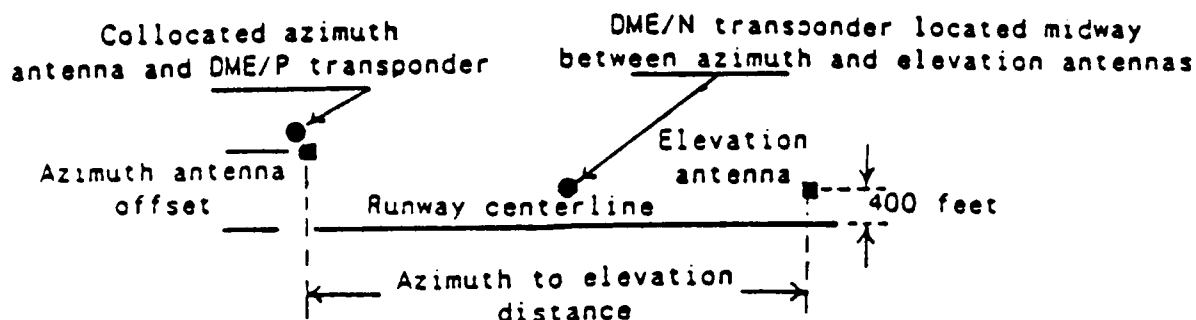 Collocated azimuth
antenna and DME/P transponder
DME/N transponder located midway
between azimuth and elevation antennas
Elevation
antenna
Azimuth antenna
offset
Runway centerline
400 feet
Azimuth to elevation
distance